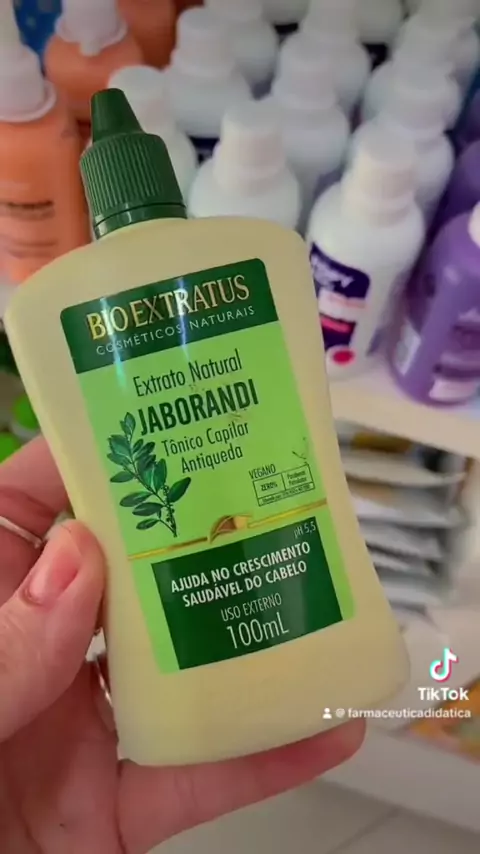 BIO EXTRATUS
COSMÉTICOS NATURAIS
Extrato Natural
JABORANDI
Tônico Capilar
Antiqueda
VEGANO
ZERO%
pH 5,5
AJUDA NO CRESCIMENTO
SAUDÁVEL DO CABELO
USO EXTERNO
100mL
TikTok
@ farmaceuticadidatica